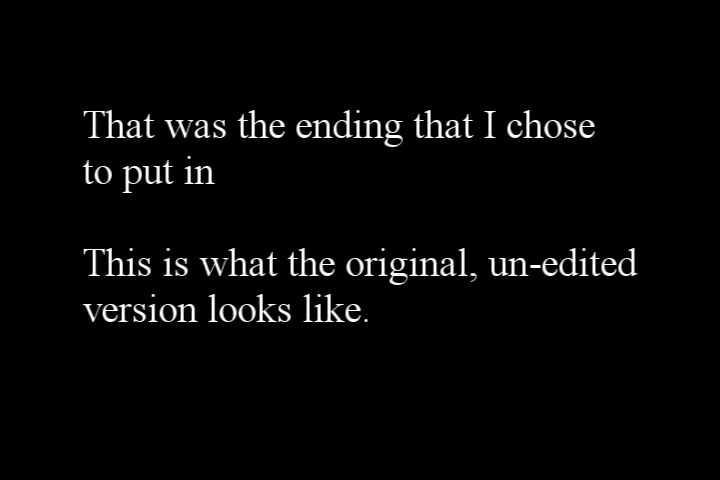 That was the ending that I chose
to put in
This is what the original, un-edited
version looks like.